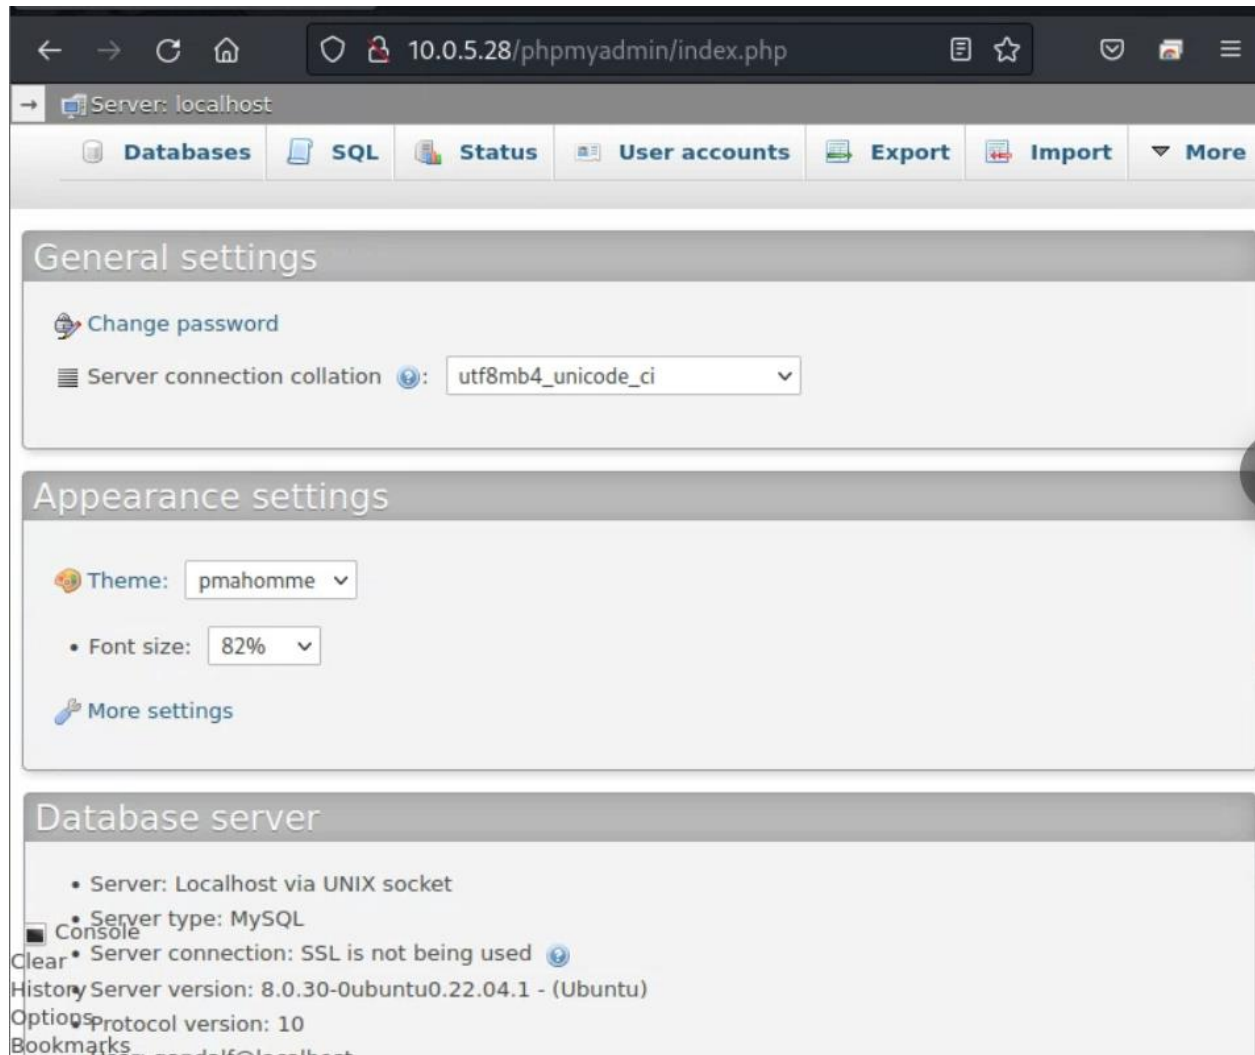 10.0.5.28/phpmyadmin/index.php
Server: localhost
Databases SQL Status User accounts Export Import More
General settings
Change password
Server connection collation : utf8mb4_unicode_ci
Appearance settings
Theme: pmahomme
• Font size: 82%
More settings
Database server
• Server: Localhost via UNIX socket
• Server type: MySQL
Console
• Server connection: SSL is not being used
Clear
• Server version: 8.0.30-0ubuntu0.22.04.1 - (Ubuntu)
History
• Protocol version: 10
Options
Bookmarks
gandalf@localhost